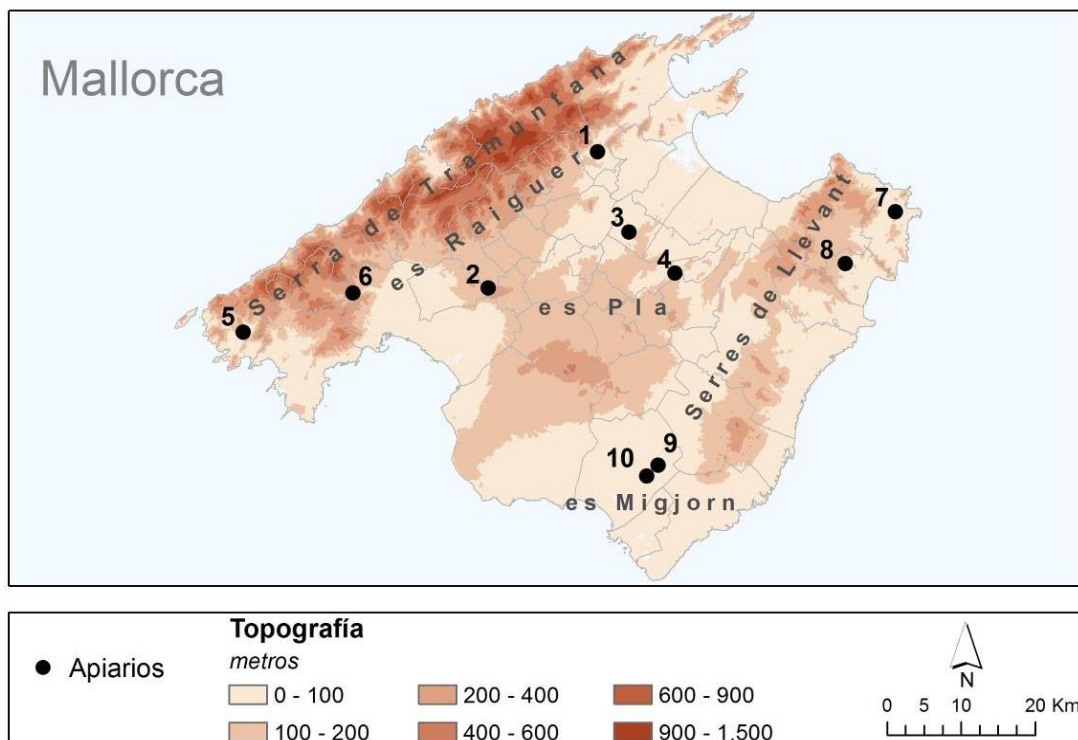 Mallorca
Serra de Tramuntana
1
es Raiguer
7
3
8
4
6
2
es Pla
5
Serres de Llevant
9
10
es Migjorn
Topografía
metros
Apiarios
0 - 100
200 - 400
600 - 900
100 - 200
400 - 600
900 - 1.500
N
0 5 10 20 Km